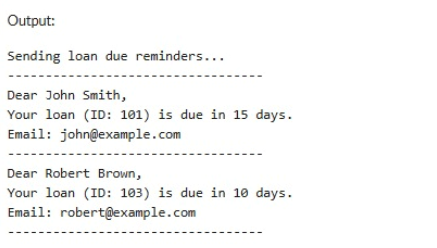 Output:
Sending loan due reminders...
----------------------------------
Dear John Smith,
Your loan (ID: 101) is due in 15 days.
Email: john@example.com
----------------------------------
Dear Robert Brown,
Your loan (ID: 103) is due in 10 days.
Email: robert@example.com
----------------------------------